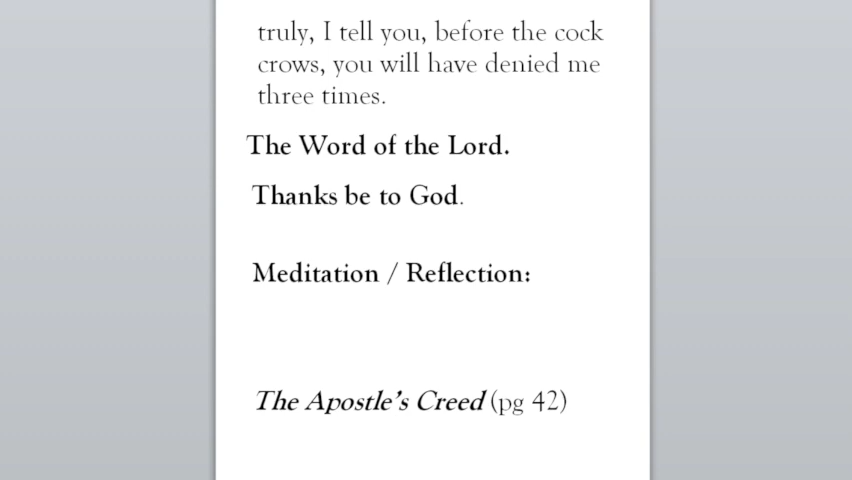 truly, I tell you, before the cock
crows, you will have denied me
three times.
The Word of the Lord.
Thanks be to God.
Meditation / Reflection:
The Apostle's Creed (pg 42)